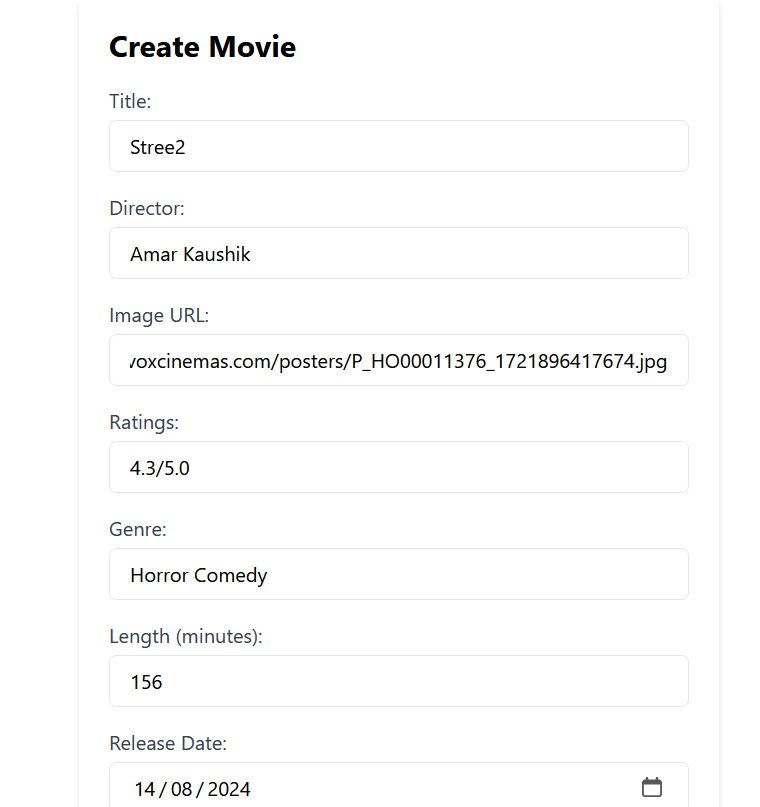 Create Movie
Title:
Stree2
Director:
Amar Kaushik
Image URL:
voxcinemas.com/posters/P_HO00011376_1721896417674.jpg
Ratings:
4.3/5.0
Genre:
Horror Comedy
Length (minutes):
156
Release Date:
14/08/2024